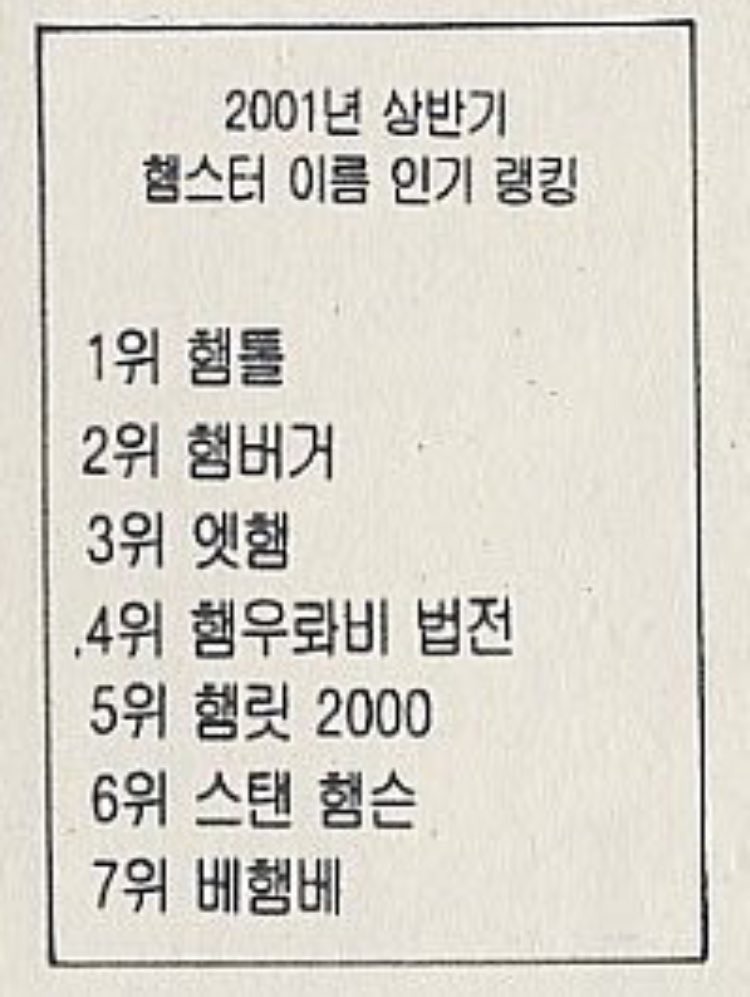 2001년 상반기
햄스터 이름 인기 랭킹
1위 햄톨
2위 햄버거
3위 엣햄
4위 햄우롸비 법전
5위 햄릿 2000
6위 스탠 햄슨
7위 베햄베